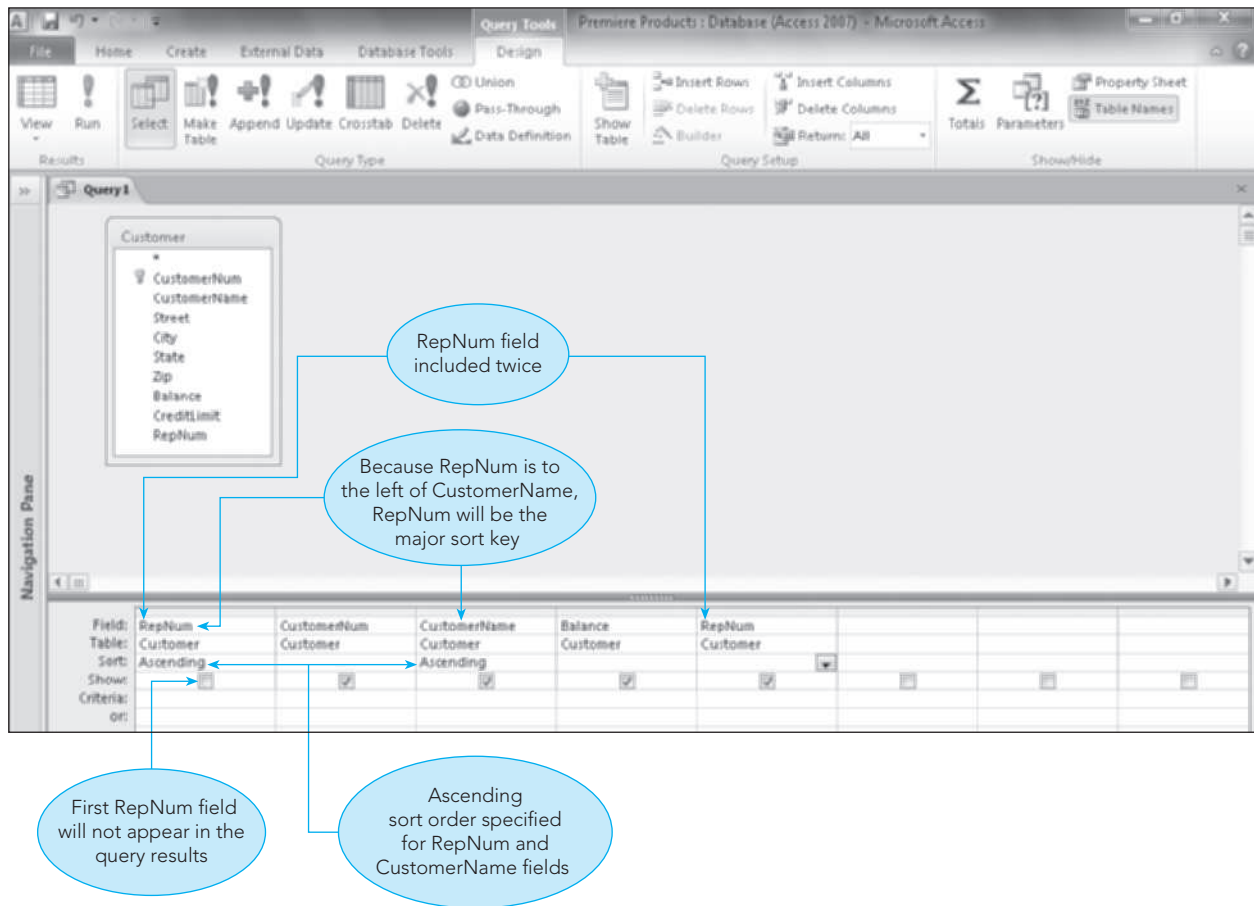 Query Tools
Premiere Products : Database (Access 2007) - Microsoft Access
File
Home
Create
External Data
Database Tools
Design
View
Run
Select
Make Table
Append
Update
Crosstab
Delete
Union
Pass-Through
Data Definition
Show Table
Insert Rows
Delete Rows
Builder
Insert Columns
Delete Columns
Return: All
Totals
Parameters
Property Sheet
Table Names
Results
Query Type
Query Setup
Show/Hide
Query1
Navigation Pane
Customer
*
CustomerNum
CustomerName
Street
City
State
Zip
Balance
CreditLimit
RepNum
RepNum field
included twice
Because RepNum is to
the left of CustomerName,
RepNum will be the
major sort key
Field: RepNum CustomerNum CustomerName Balance RepNum
Table: Customer Customer Customer Customer Customer
Sort: Ascending Ascending
Show:
Criteria:
or:
First RepNum field
will not appear in the
query results
Ascending
sort order specified
for RepNum and
CustomerName fields